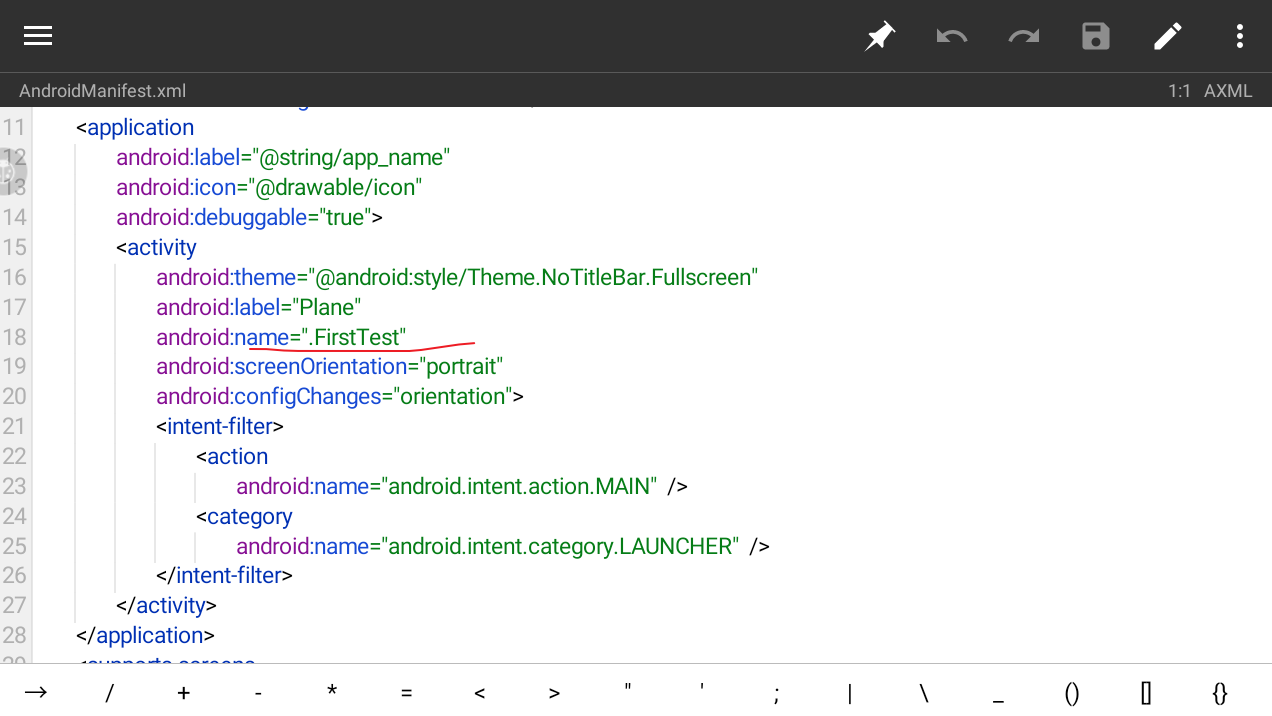 AndroidManifest.xml 1:1 AXML
11 <application
12 android:label="@string/app_name"
13 android:icon="@drawable/icon"
14 android:debuggable="true">
15 <activity
16 android:theme="@android:style/Theme.NoTitleBar.Fullscreen"
17 android:label="Plane"
18 android:name=".FirstTest"
19 android:screenOrientation="portrait"
20 android:configChanges="orientation">
21 <intent-filter>
22 <action
23 android:name="android.intent.action.MAIN" />
24 <category
25 android:name="android.intent.category.LAUNCHER" />
26 </intent-filter>
27 </activity>
28 </application>
29 <supports-screens
→ / + - * = < > " ' ; | \ _ () [] {}